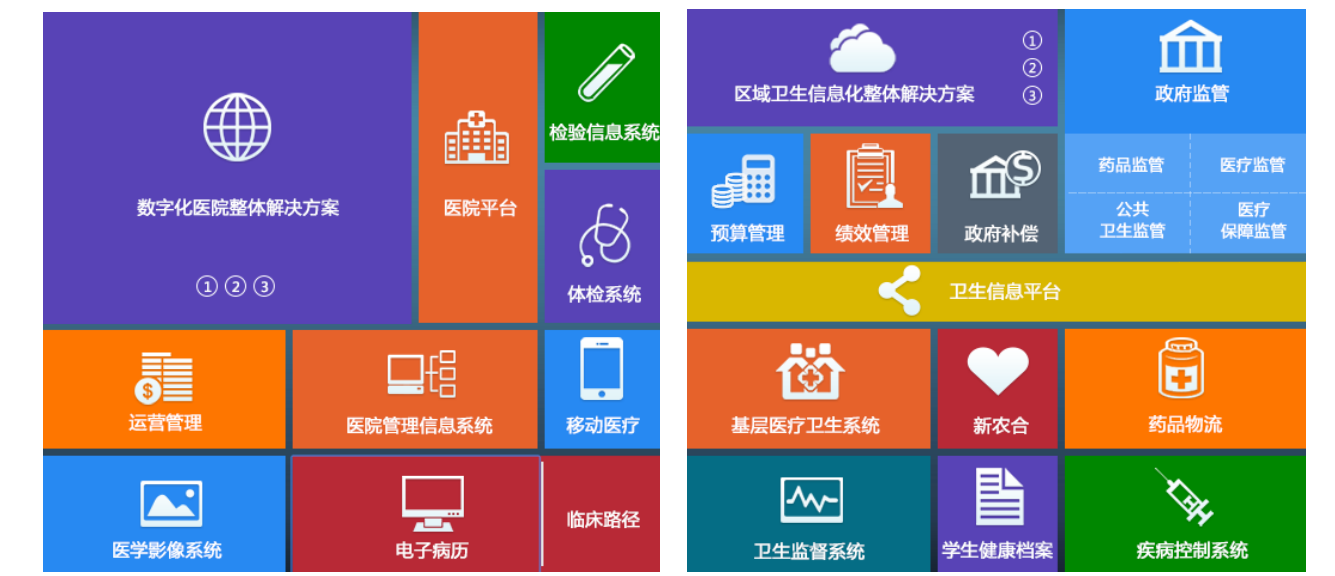 数字化医院整体解决方案
① ② ③
医院平台
检验信息系统
体检系统
运营管理
医院管理信息系统
移动医疗
医学影像系统
电子病历
临床路径
区域卫生信息化整体解决方案
①
②
③
政府监管
预算管理
绩效管理
政府补偿
药品监管
医疗监管
公共
卫生监管
医疗
保障监管
卫生信息平台
基层医疗卫生系统
新农合
药品物流
卫生监督系统
学生健康档案
疾病控制系统